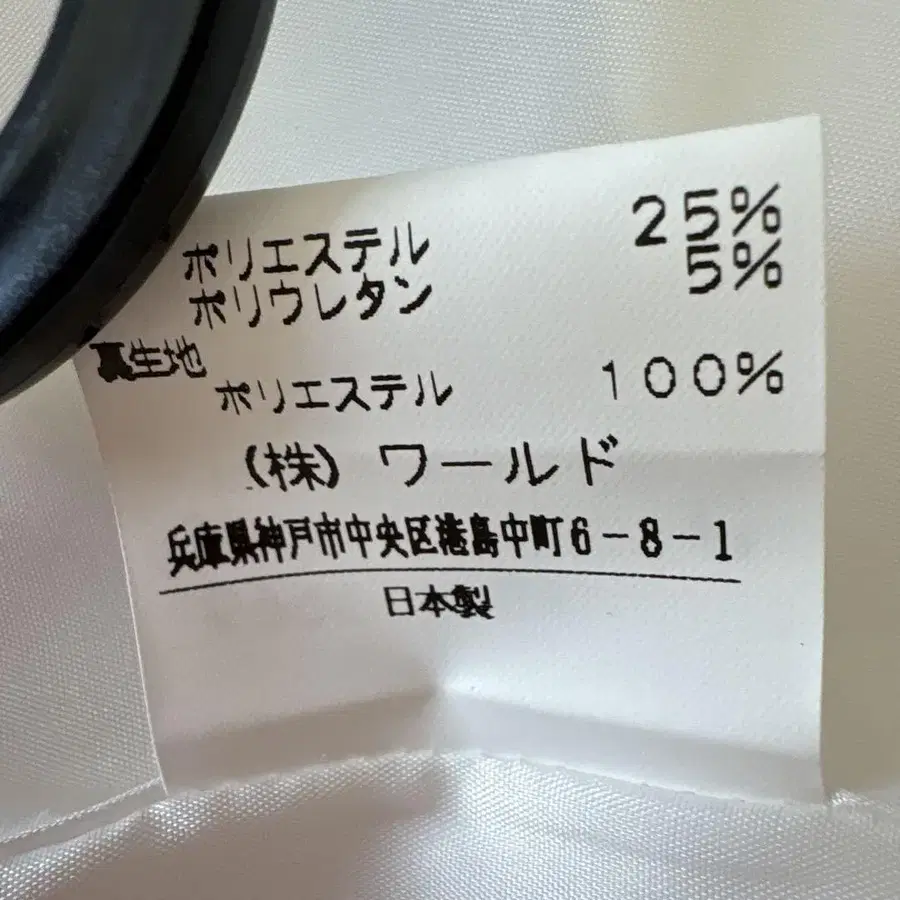 ポリエステル 25%
ポリウレタン 5%
裏生地
ポリエステル 100%
(株) ワールド
兵庫県神戸市中央区港島中町6-8-1
日本製